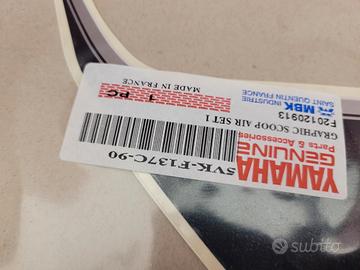 YAMAHA
GENUINE
Parts & Accessories
MBK INDUSTRIE
SAINT QUENTIN FRANCE
F20120913
5VK-F137C-90
GRAPHIC SCOOP AIR SET 1
1 PC
MADE IN FRANCE
subito